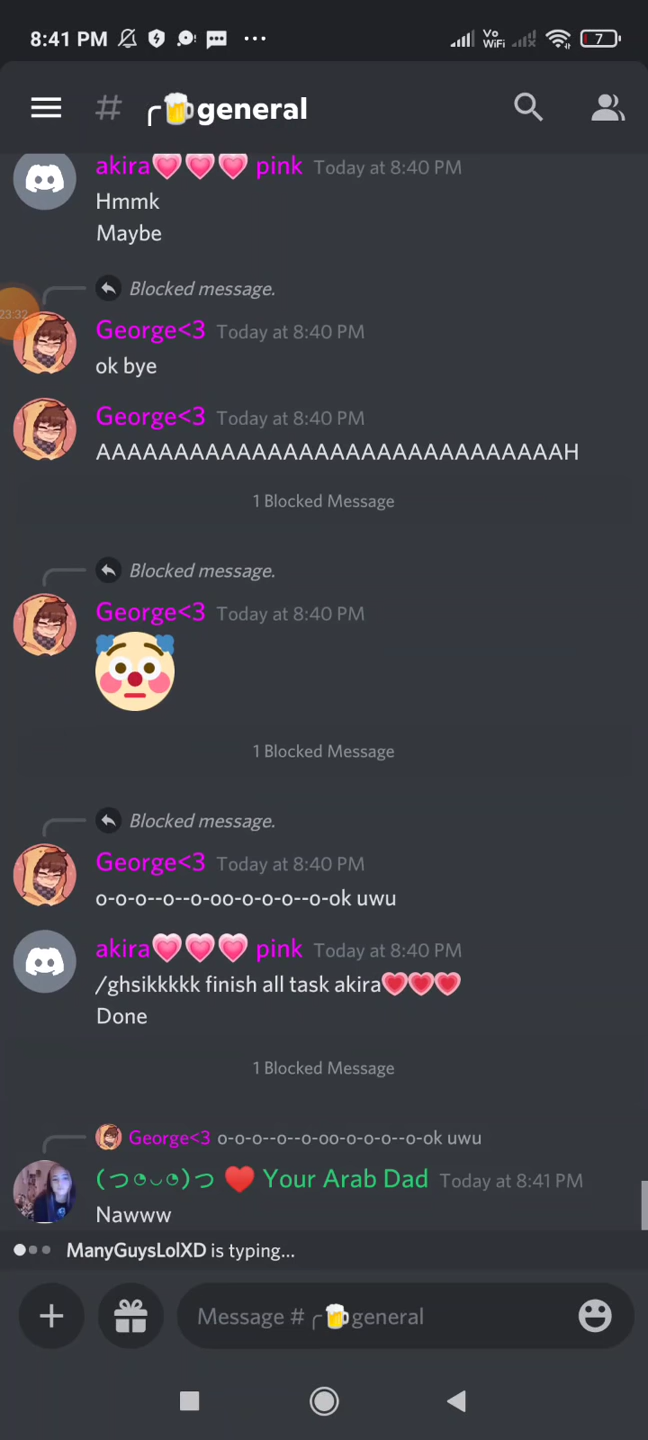 8:41 PM Vo WiFi 7
# ╭🍺general
akira💗💗💗 pink Today at 8:40 PM
Hmmk
Maybe
Blocked message.
23:32
George<3 Today at 8:40 PM
ok bye
George<3 Today at 8:40 PM
AAAAAAAAAAAAAAAAAAAAAAAAAAAAAAH
1 Blocked Message
Blocked message.
George<3 Today at 8:40 PM
1 Blocked Message
Blocked message.
George<3 Today at 8:40 PM
o-o-o--o--o-oo-o-o-o--o-ok uwu
akira💗💗💗 pink Today at 8:40 PM
/ghsikkkkk finish all task akira💗💗💗
Done
1 Blocked Message
George<3 o-o-o--o--o-oo-o-o-o--o-ok uwu
(っ◔◡◔)っ ♥ Your Arab Dad Today at 8:41 PM
Nawww
ManyGuysLolXD is typing...
Message # ╭🍺general